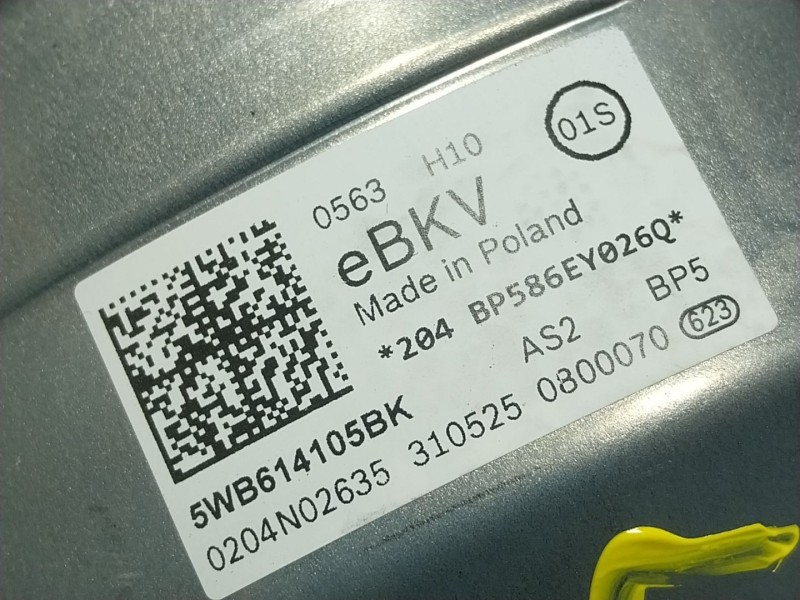 0563 H10 01S
eBKV
Made in Poland
*204 BP586EY026Q*
AS2 BP5
5WB614105BK
0204N02635 310525 0800070 623